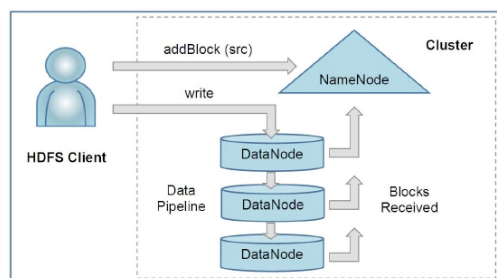 addBlock (src)
Cluster
NameNode
write
HDFS Client
DataNode
Data
Pipeline
DataNode
Blocks
Received
DataNode